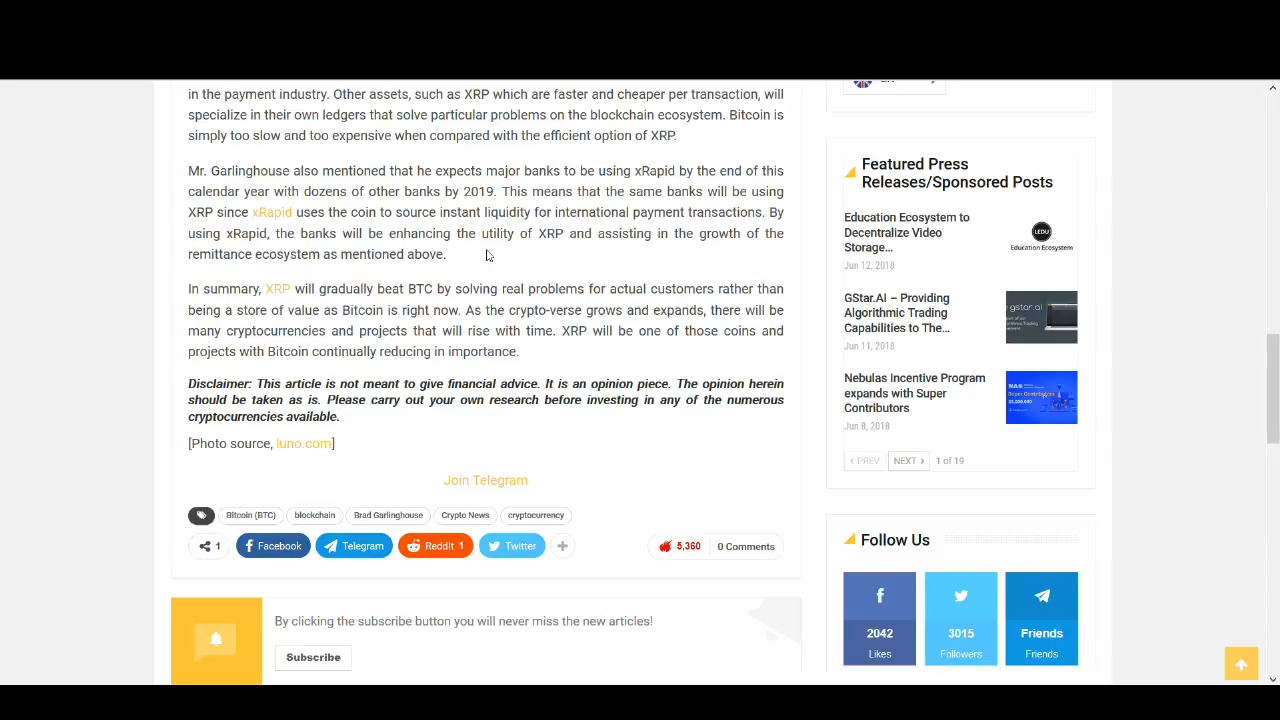 in the payment industry. Other assets, such as XRP which are faster and cheaper per transaction, will
specialize in their own ledgers that solve particular problems on the blockchain ecosystem. Bitcoin is
simply too slow and too expensive when compared with the efficient option of XRP.
Mr. Garlinghouse also mentioned that he expects major banks to be using xRapid by the end of this
calendar year with dozens of other banks by 2019. This means that the same banks will be using
XRP since xRapid uses the coin to source instant liquidity for international payment transactions. By
using xRapid, the banks will be enhancing the utility of XRP and assisting in the growth of the
remittance ecosystem as mentioned above.
In summary, XRP will gradually beat BTC by solving real problems for actual customers rather than
being a store of value as Bitcoin is right now. As the crypto-verse grows and expands, there will be
many cryptocurrencies and projects that will rise with time. XRP will be one of those coins and
projects with Bitcoin continually reducing in importance.
Disclaimer: This article is not meant to give financial advice. It is an opinion piece. The opinion herein
should be taken as is. Please carry out your own research before investing in any of the numerous
cryptocurrencies available.
[Photo source, luno.com]
Join Telegram
Bitcoin (BTC) blockchain Brad Garlinghouse Crypto News cryptocurrency
1 Facebook Telegram ReddIt 1 Twitter 5,360 0 Comments
By clicking the subscribe button you will never miss the new articles!
Subscribe
Featured Press
Releases/Sponsored Posts
Education Ecosystem to
Decentralize Video
Storage...
Jun 12, 2018
LEDU
Education Ecosystem
GStar.AI – Providing
Algorithmic Trading
Capabilities to The...
Jun 11, 2018
gstar.ai
Nebulas Incentive Program
expands with Super
Contributors
Jun 8, 2018
PREV NEXT 1 of 19
Follow Us
2042 3015 Friends
Likes Followers Friends